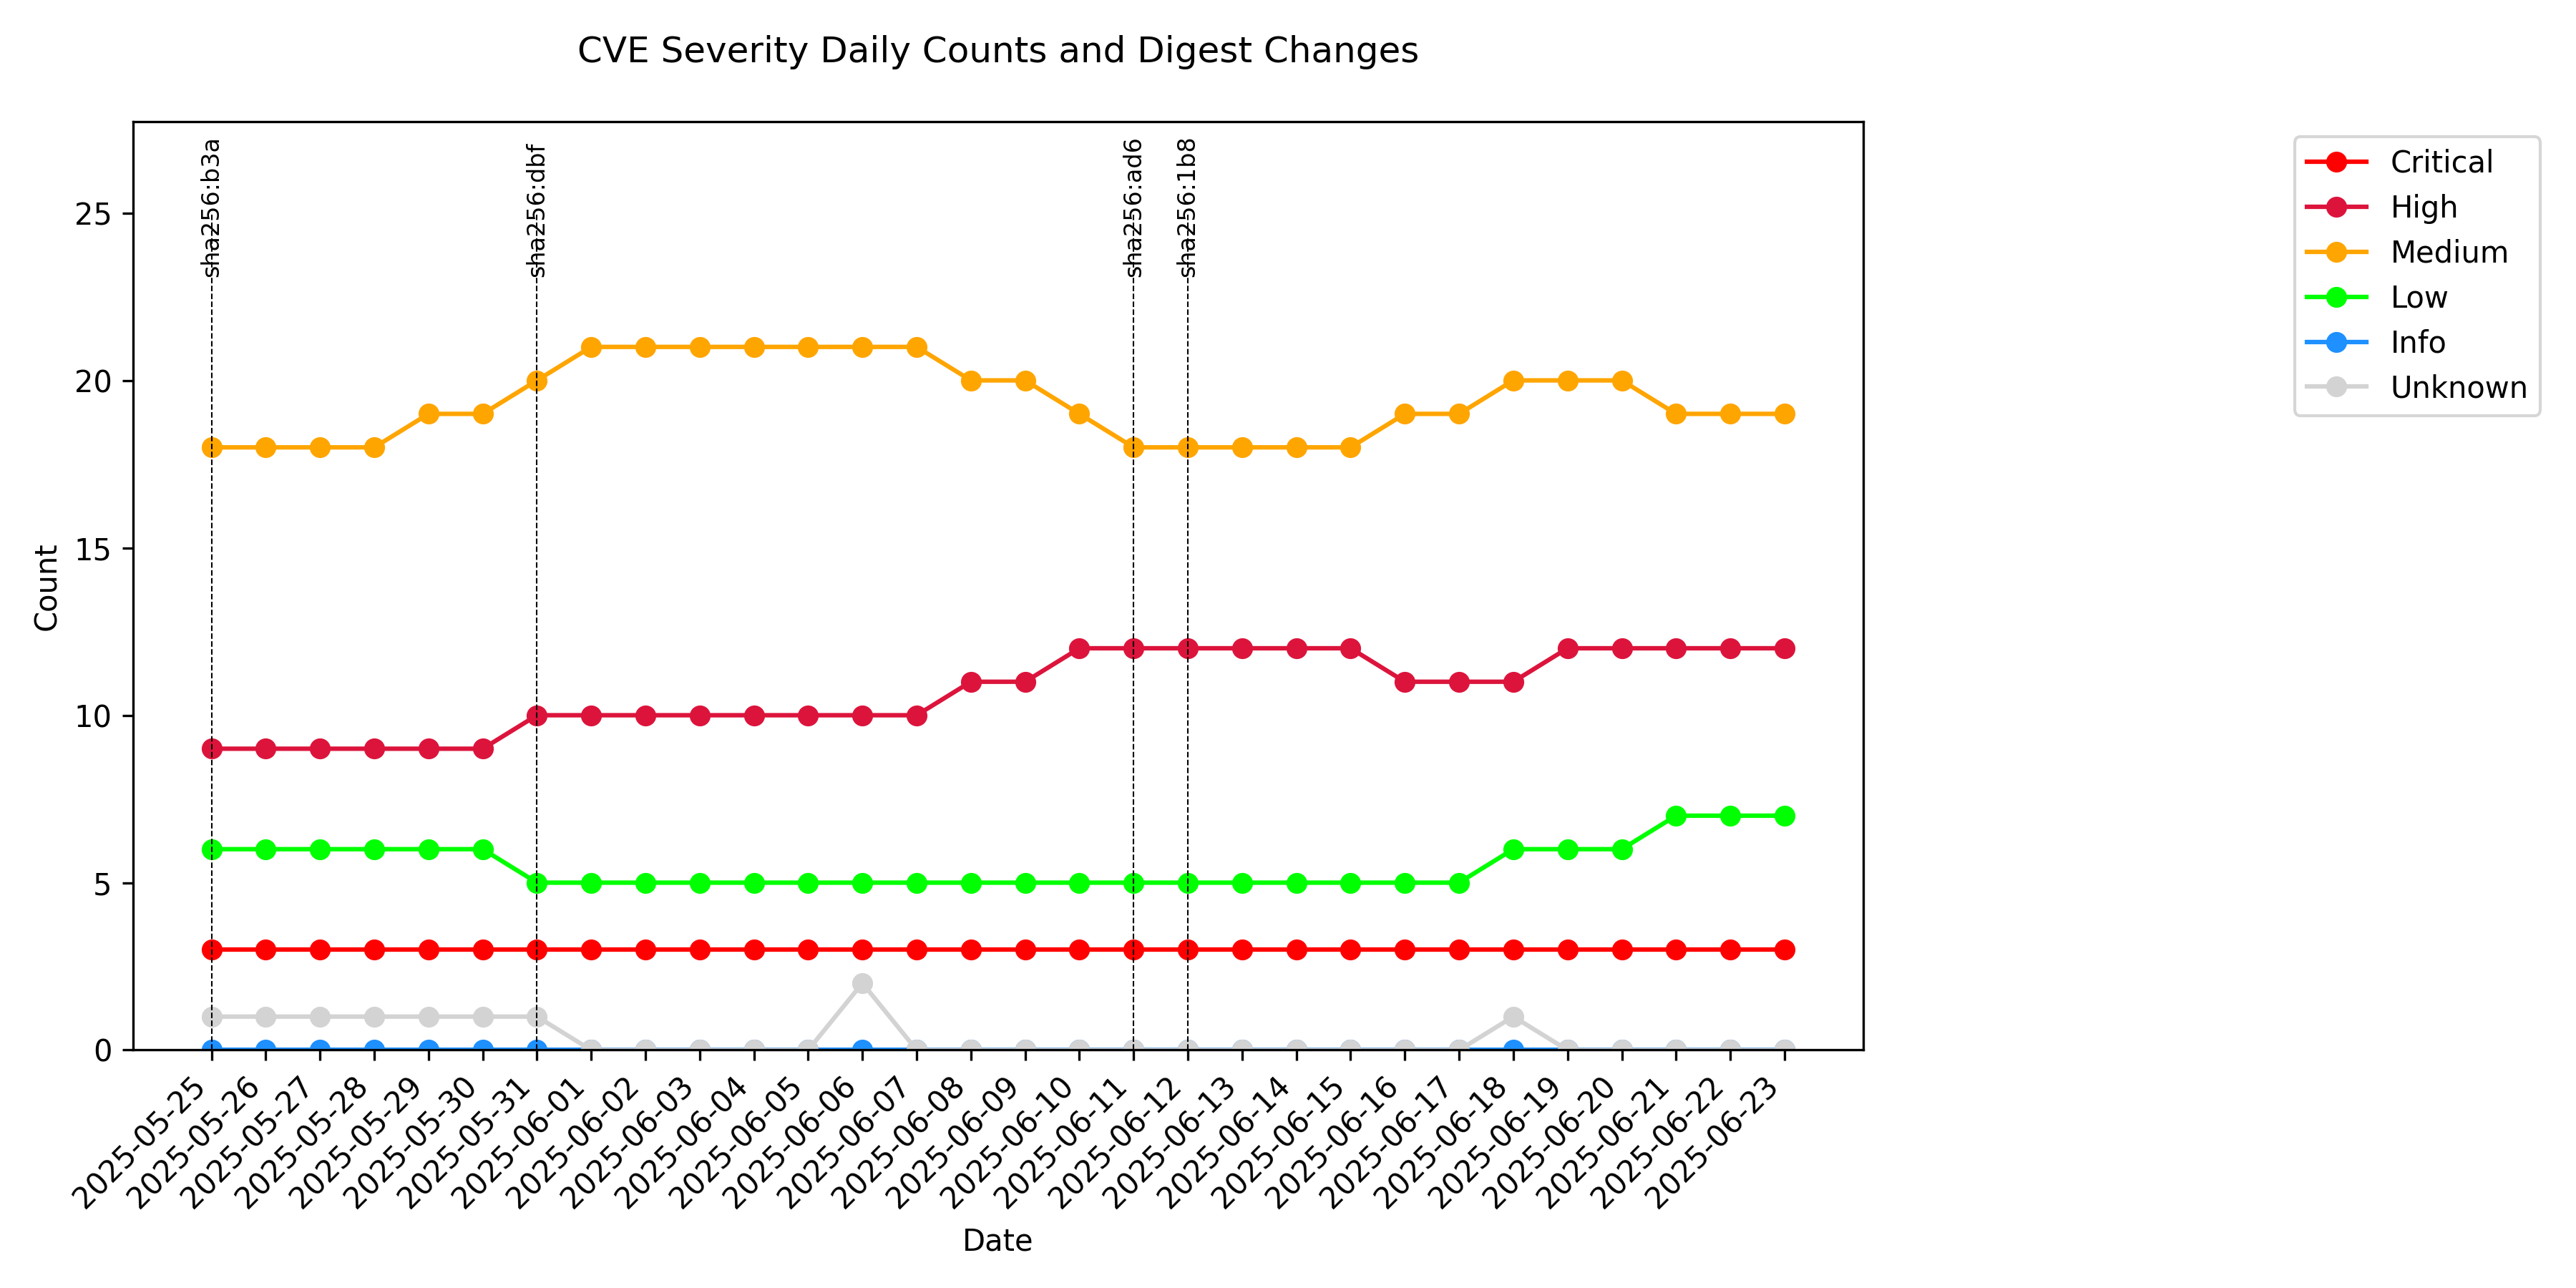 CVE Severity Daily Counts and Digest Changes
sha256:b3a
sha256:dbf
sha256:ad6
sha256:1b8
Critical
High
Medium
Low
Info
Unknown
Count
25
20
15
10
5
0
2025-05-25
2025-05-26
2025-05-27
2025-05-28
2025-05-29
2025-05-30
2025-05-31
2025-06-01
2025-06-02
2025-06-03
2025-06-04
2025-06-05
2025-06-06
2025-06-07
2025-06-08
2025-06-09
2025-06-10
2025-06-11
2025-06-12
2025-06-13
2025-06-14
2025-06-15
2025-06-16
2025-06-17
2025-06-18
2025-06-19
2025-06-20
2025-06-21
2025-06-22
2025-06-23
Date